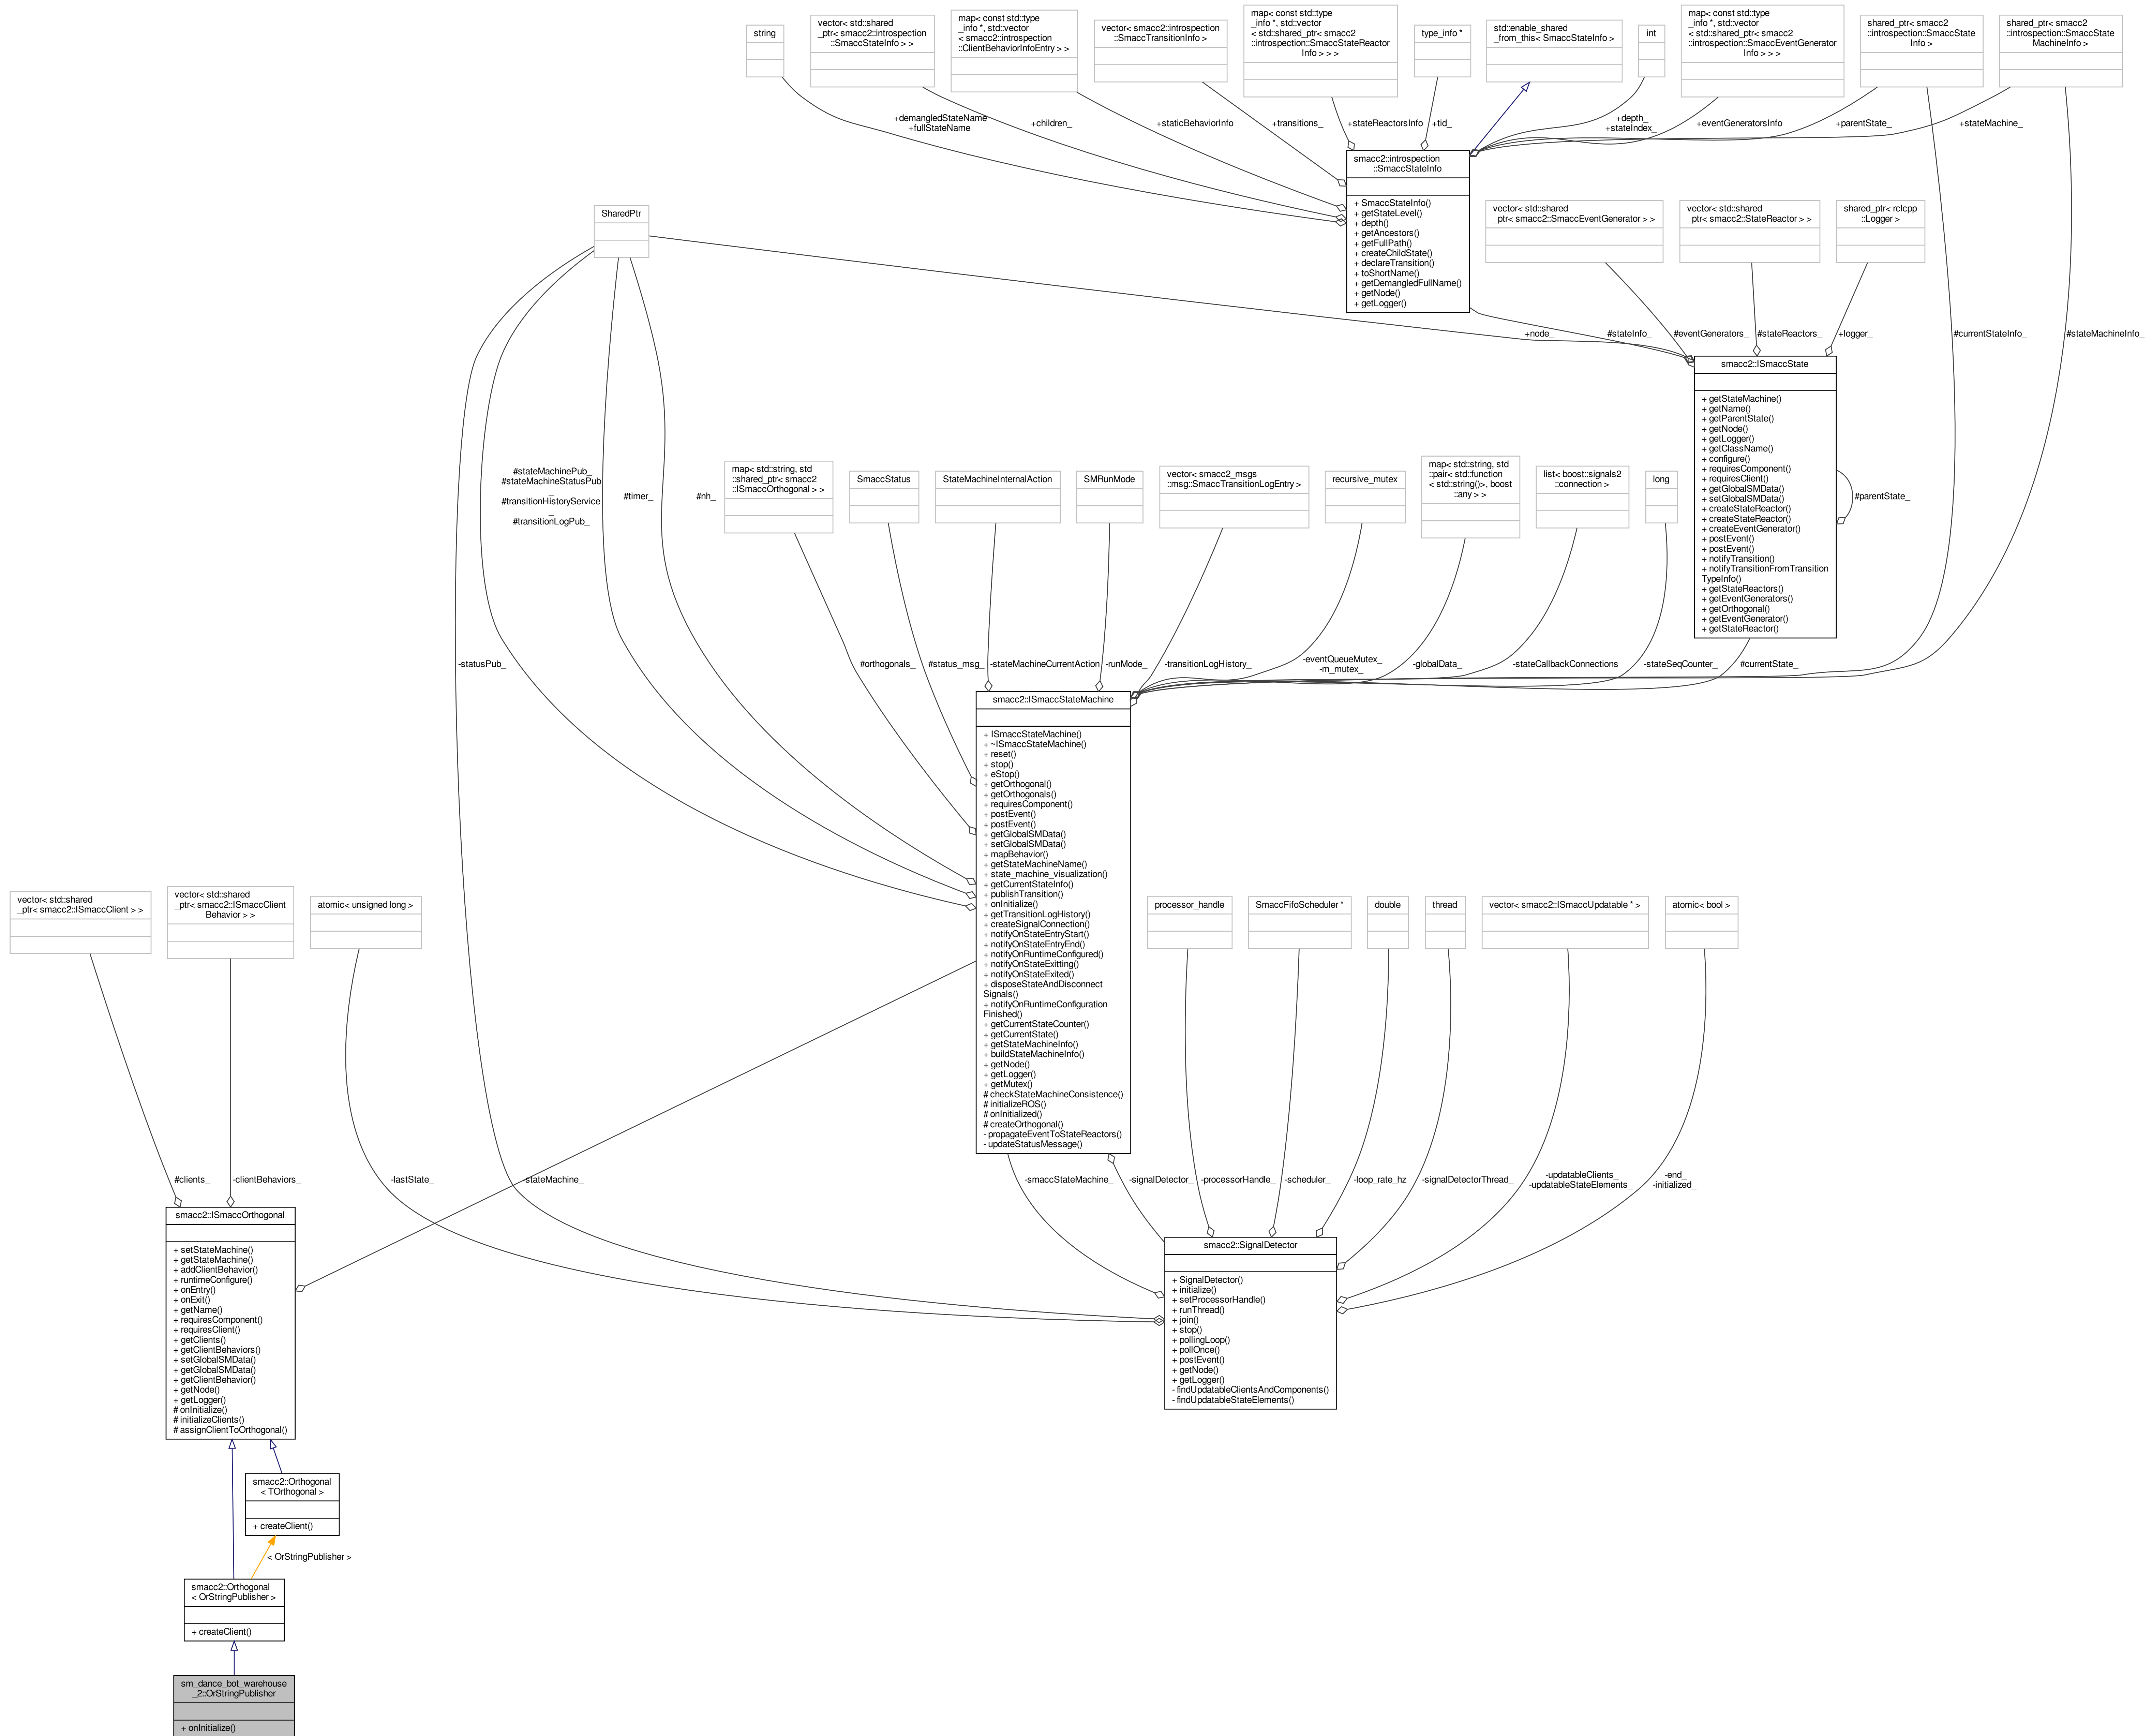 string
vector< std::shared
_ptr< smacc2::introspection
::SmaccStateInfo > >
map< const std::type
_info *, std::vector
< smacc2::introspection
::ClientBehaviorInfoEntry > >
vector< smacc2::introspection
::SmaccTransitionInfo >
map< const std::type
_info *, std::vector
< std::shared_ptr< smacc2
::introspection::SmaccStateReactor
Info > > >
type_info *
std::enable_shared
_from_this< SmaccStateInfo >
int
map< const std::type
_info *, std::vector
< std::shared_ptr< smacc2
::introspection::SmaccEventGenerator
Info > > >
shared_ptr< smacc2
::introspection::SmaccState
Info >
shared_ptr< smacc2
::introspection::SmaccState
MachineInfo >
+demangledStateName
+fullStateName
+children_
+staticBehaviorInfo
+transitions_
+stateReactorsInfo
+tid_
+depth_
+stateIndex_
+eventGeneratorsInfo
+parentState_
+stateMachine_
smacc2::introspection
::SmaccStateInfo
+ SmaccStateInfo()
+ getStateLevel()
+ depth()
+ getAncestors()
+ getFullPath()
+ createChildState()
+ declareTransition()
+ toShortName()
+ getDemangledFullName()
+ getNode()
+ getLogger()
SharedPtr
vector< std::shared
_ptr< smacc2::SmaccEventGenerator > >
vector< std::shared
_ptr< smacc2::StateReactor > >
shared_ptr< rclcpp
::Logger >
+node_
#stateInfo_
#eventGenerators_
#stateReactors_
+logger_
#currentStateInfo_
#stateMachineInfo_
smacc2::ISmaccState
+ getStateMachine()
+ getName()
+ getParentState()
+ getNode()
+ getLogger()
+ getClassName()
+ configure()
+ requiresComponent()
+ requiresClient()
+ getGlobalSMData()
+ setGlobalSMData()
+ createStateReactor()
+ createStateReactor()
+ createEventGenerator()
+ postEvent()
+ postEvent()
+ notifyTransition()
+ notifyTransitionFromTransition
TypeInfo()
+ getStateReactors()
+ getEventGenerators()
+ getOrthogonal()
+ getEventGenerator()
+ getStateReactor()
#parentState_
#stateMachinePub_
#stateMachineStatusPub
_
#transitionHistoryService
_
#transitionLogPub_
#timer_
#nh_
map< std::string, std
::shared_ptr< smacc2
::ISmaccOrthogonal > >
SmaccStatus
StateMachineInternalAction
SMRunMode
vector< smacc2_msgs
::msg::SmaccTransitionLogEntry >
recursive_mutex
map< std::string, std
::pair< std::function
< std::string()>, boost
::any > >
list< boost::signals2
::connection >
long
-statusPub_
#orthogonals_
#status_msg_
-stateMachineCurrentAction
-runMode_
-transitionLogHistory_
-eventQueueMutex_
-m_mutex_
-globalData_
-stateCallbackConnections
-stateSeqCounter_
#currentState_
smacc2::ISmaccStateMachine
+ ISmaccStateMachine()
+ ~ISmaccStateMachine()
+ reset()
+ stop()
+ eStop()
+ getOrthogonal()
+ getOrthogonals()
+ requiresComponent()
+ postEvent()
+ postEvent()
+ getGlobalSMData()
+ setGlobalSMData()
+ mapBehavior()
+ getStateMachineName()
+ state_machine_visualization()
+ getCurrentStateInfo()
+ publishTransition()
+ onInitialize()
+ getTransitionLogHistory()
+ createSignalConnection()
+ notifyOnStateEntryStart()
+ notifyOnStateEntryEnd()
+ notifyOnRuntimeConfigured()
+ notifyOnStateExitting()
+ notifyOnStateExited()
+ disposeStateAndDisconnect
Signals()
+ notifyOnRuntimeConfiguration
Finished()
+ getCurrentStateCounter()
+ getCurrentState()
+ getStateMachineInfo()
+ buildStateMachineInfo()
+ getNode()
+ getLogger()
+ getMutex()
# checkStateMachineConsistence()
# initializeROS()
# onInitialized()
# createOrthogonal()
- propagateEventToStateReactors()
- updateStatusMessage()
vector< std::shared
_ptr< smacc2::ISmaccClient > >
vector< std::shared
_ptr< smacc2::ISmaccClient
Behavior > >
atomic< unsigned long >
processor_handle
SmaccFifoScheduler *
double
thread
vector< smacc2::ISmaccUpdatable * >
atomic< bool >
#clients_
-clientBehaviors_
-lastState_
-stateMachine_
-smaccStateMachine_
-signalDetector_
-processorHandle_
-scheduler_
-loop_rate_hz
-signalDetectorThread_
-updatableClients_
-updatableStateElements_
-end_
-initialized_
smacc2::ISmaccOrthogonal
+ setStateMachine()
+ getStateMachine()
+ addClientBehavior()
+ runtimeConfigure()
+ onEntry()
+ onExit()
+ getName()
+ requiresComponent()
+ requiresClient()
+ getClients()
+ getClientBehaviors()
+ setGlobalSMData()
+ getGlobalSMData()
+ getClientBehavior()
+ getNode()
+ getLogger()
# onInitialize()
# initializeClients()
# assignClientToOrthogonal()
smacc2::SignalDetector
+ SignalDetector()
+ initialize()
+ setProcessorHandle()
+ runThread()
+ join()
+ stop()
+ pollingLoop()
+ pollOnce()
+ postEvent()
+ getNode()
+ getLogger()
- findUpdatableClientsAndComponents()
- findUpdatableStateElements()
smacc2::Orthogonal
< TOrthogonal >
+ createClient()
< OrStringPublisher >
smacc2::Orthogonal
< OrStringPublisher >
+ createClient()
sm_dance_bot_warehouse
_2::OrStringPublisher
+ onInitialize()